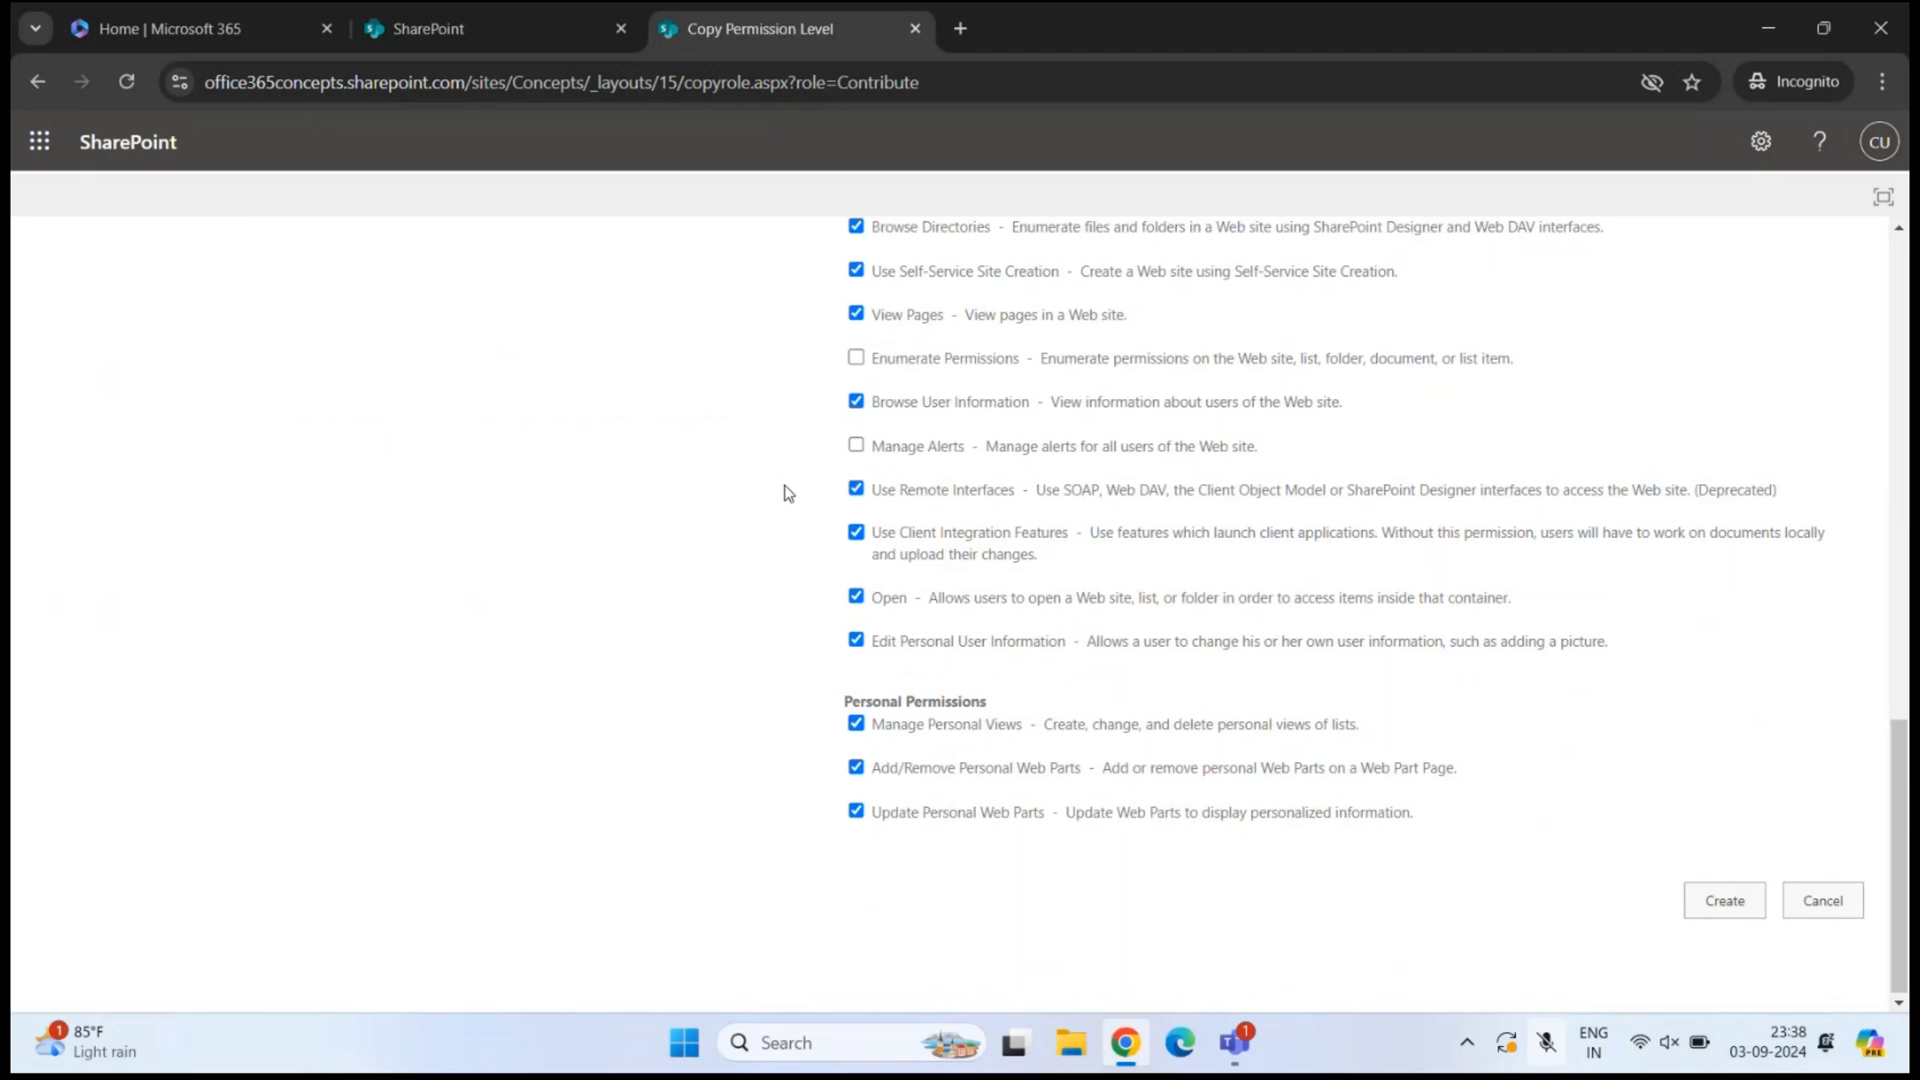 Home | Microsoft 365
SharePoint
Copy Permission Level
office365concepts.sharepoint.com/sites/Concepts/_layouts/15/copyrole.aspx?role=Contribute
Incognito
SharePoint
CU
Browse Directories - Enumerate files and folders in a Web site using SharePoint Designer and Web DAV interfaces.
Use Self-Service Site Creation - Create a Web site using Self-Service Site Creation.
View Pages - View pages in a Web site.
Enumerate Permissions - Enumerate permissions on the Web site, list, folder, document, or list item.
Browse User Information - View information about users of the Web site.
Manage Alerts - Manage alerts for all users of the Web site.
Use Remote Interfaces - Use SOAP, Web DAV, the Client Object Model or SharePoint Designer interfaces to access the Web site. (Deprecated)
Use Client Integration Features - Use features which launch client applications. Without this permission, users will have to work on documents locally
and upload their changes.
Open - Allows users to open a Web site, list, or folder in order to access items inside that container.
Edit Personal User Information - Allows a user to change his or her own user information, such as adding a picture.
Personal Permissions
Manage Personal Views - Create, change, and delete personal views of lists.
Add/Remove Personal Web Parts - Add or remove personal Web Parts on a Web Part Page.
Update Personal Web Parts - Update Web Parts to display personalized information.
Create
Cancel
1
85°F
Light rain
Search
1
ENG
IN
23:38
03-09-2024
PRE